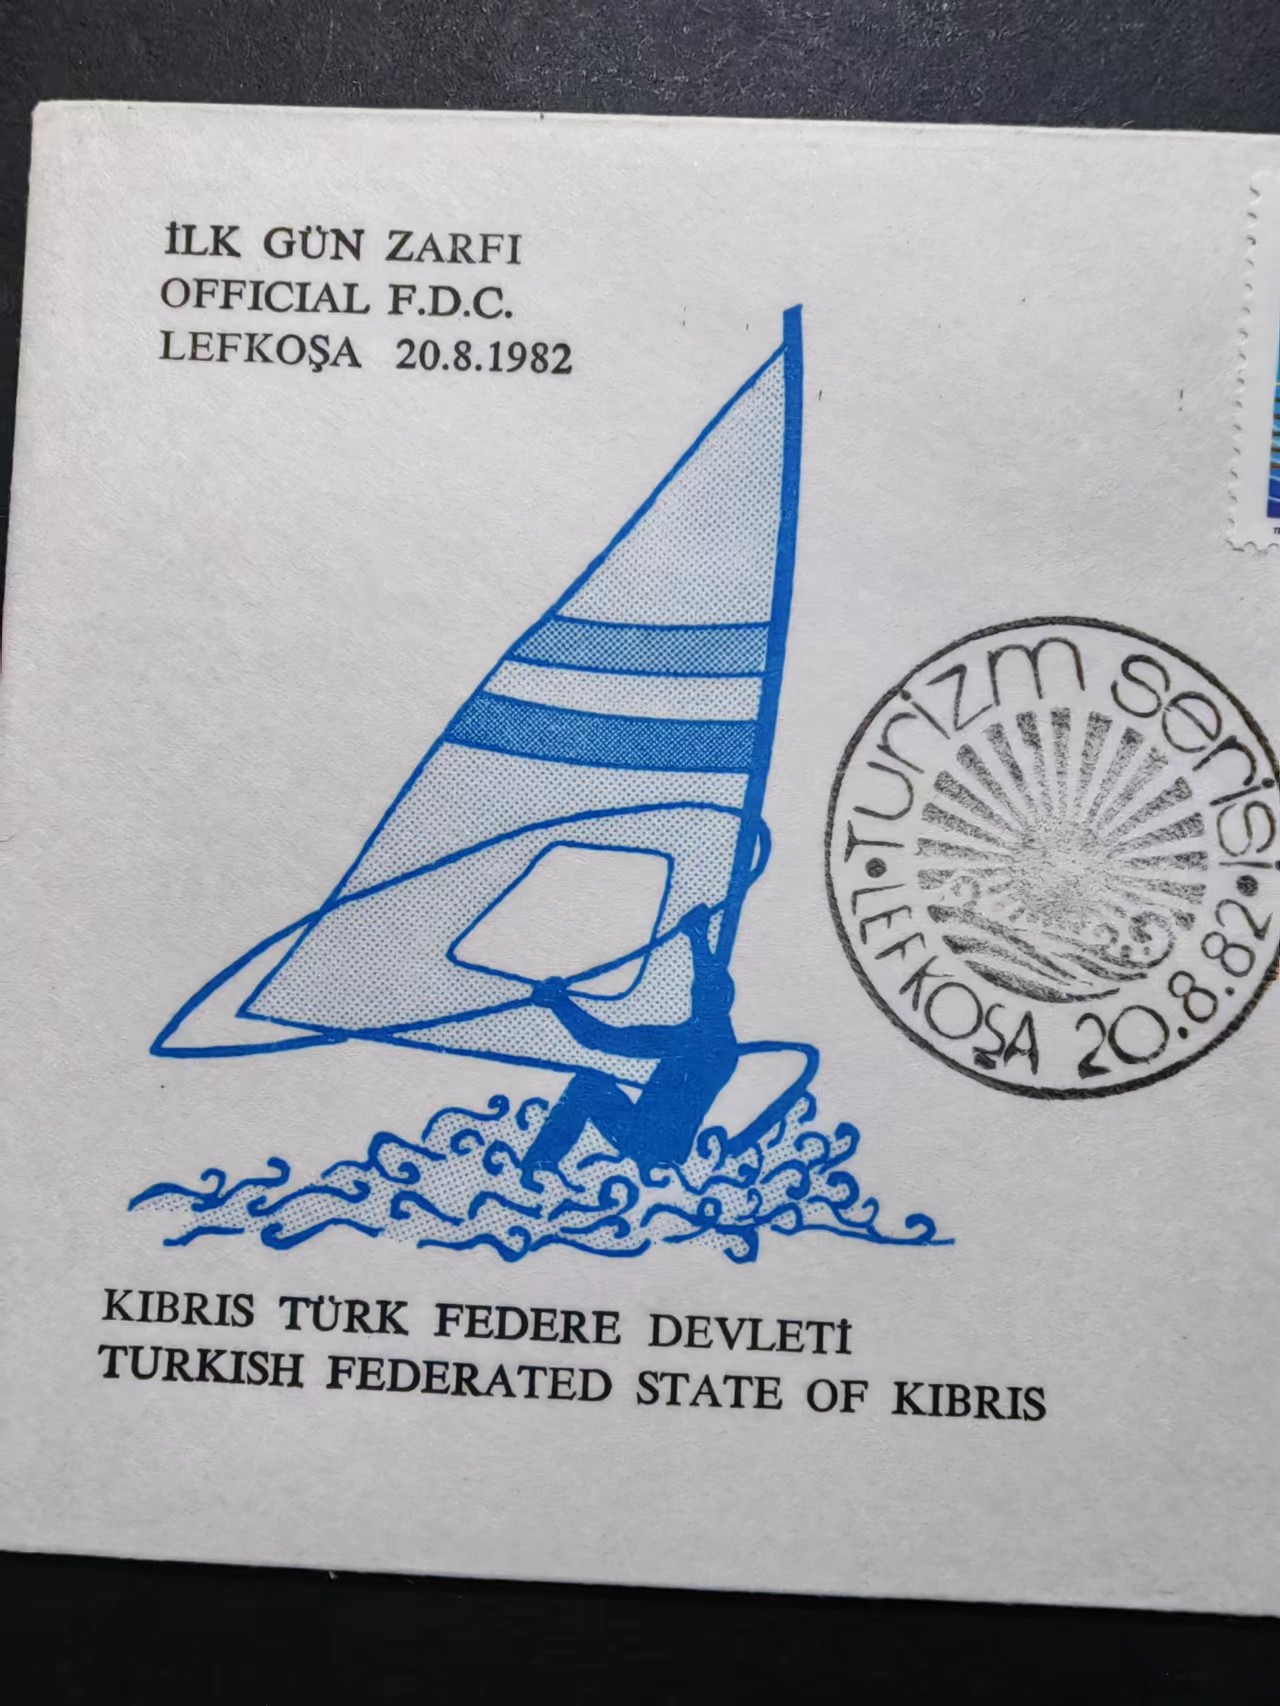 İLK GÜN ZARFI
OFFICIAL F.D.C.
LEFKOŞA 20.8.1982
Turizm serisi
LEFKOŞA 20.8.82
KIBRIS TÜRK FEDERE DEVLETİ
TURKISH FEDERATED STATE OF KIBRIS